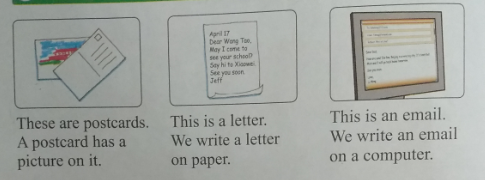 April 17
Dear Wang Tao,
May I come to
see your school?
Say hi to Xiaowei.
See you soon.
Jeff
These are postcards.
A postcard has a
picture on it.
This is a letter.
We write a letter
on paper.
This is an email.
We write an email
on a computer.